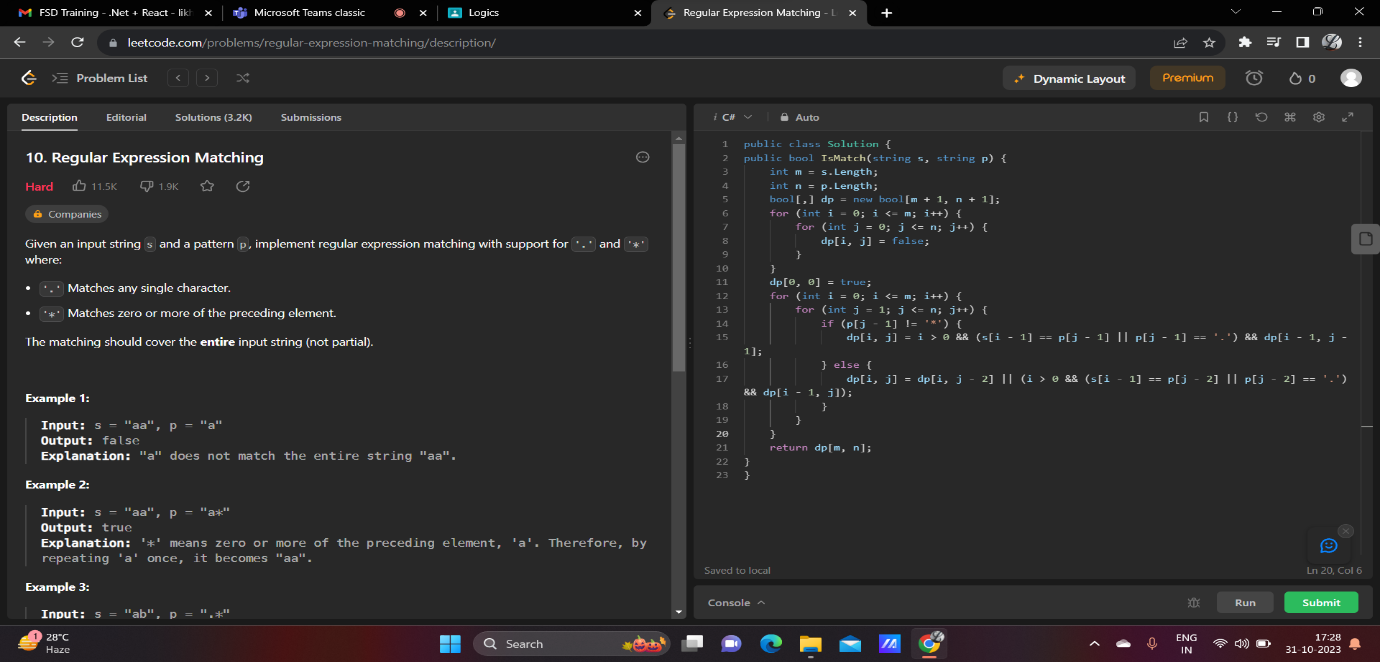 FSD Training - .Net + React - likh
Microsoft Teams classic
Logics
Regular Expression Matching - L
leetcode.com/problems/regular-expression-matching/description/
Problem List
Dynamic Layout
Premium
0
Description Editorial Solutions (3.2K) Submissions
10. Regular Expression Matching
Hard 11.5K 1.9K
Companies
Given an input string s and a pattern p, implement regular expression matching with support for '.' and '*'
where:
• '.' Matches any single character.
• '*' Matches zero or more of the preceding element.
The matching should cover the entire input string (not partial).
Example 1:
Input: s = "aa", p = "a"
Output: false
Explanation: "a" does not match the entire string "aa".
Example 2:
Input: s = "aa", p = "a*"
Output: true
Explanation: '*' means zero or more of the preceding element, 'a'. Therefore, by
repeating 'a' once, it becomes "aa".
Example 3:
Input: s = "ab", p = ".*"
i C# Auto
1 public class Solution {
2 public bool IsMatch(string s, string p) {
3 int m = s.Length;
4 int n = p.Length;
5 bool[,] dp = new bool[m + 1, n + 1];
6 for (int i = 0; i <= m; i++) {
7 for (int j = 0; j <= n; j++) {
8 dp[i, j] = false;
9 }
10 }
11 dp[0, 0] = true;
12 for (int i = 0; i <= m; i++) {
13 for (int j = 1; j <= n; j++) {
14 if (p[j - 1] != '*') {
15 dp[i, j] = i > 0 && (s[i - 1] == p[j - 1] || p[j - 1] == '.') && dp[i - 1, j -
1];
16 } else {
17 dp[i, j] = dp[i, j - 2] || (i > 0 && (s[i - 1] == p[j - 2] || p[j - 2] == '.')
&& dp[i - 1, j]);
18 }
19 }
20 }
21 return dp[m, n];
22 }
23 }
Saved to local
Ln 20, Col 6
Console
Run
Submit
1
28°C
Haze
Search
ENG
IN
17:28
31-10-2023